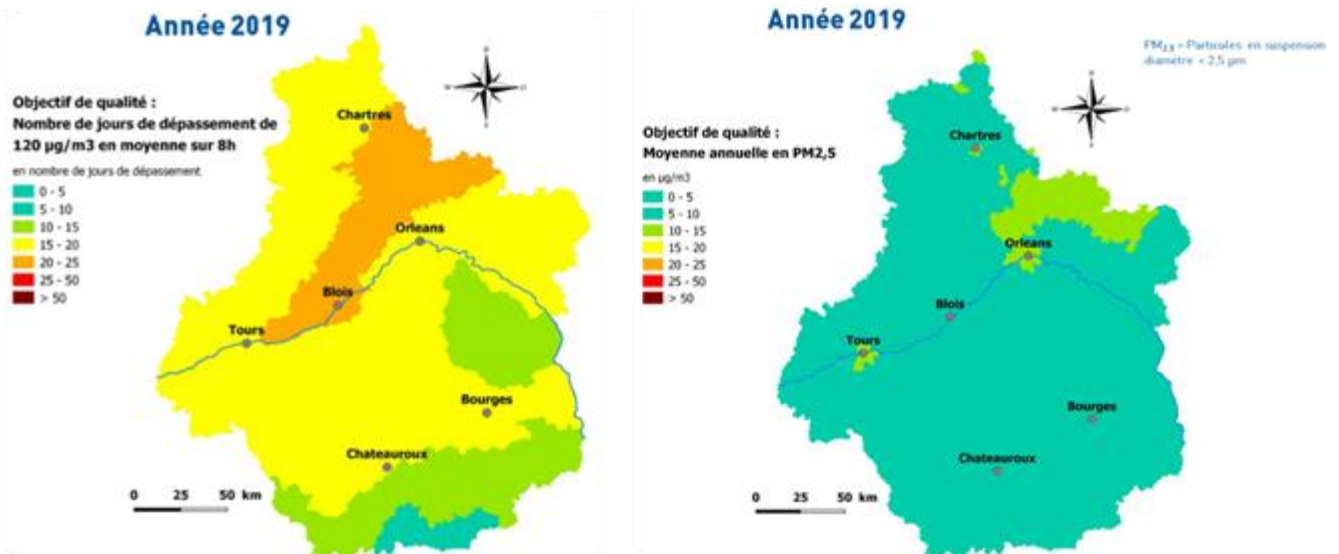 Année 2019
Objectif de qualité :
Nombre de jours de dépassement de
120 µg/m3 en moyenne sur 8h
en nombre de jours de dépassement
0 - 5
5 - 10
10 - 15
15 - 20
20 - 25
25 - 50
> 50
Chartres
Orleans
Blois
Tours
Bourges
Chateauroux
0 25 50 km
Année 2019
PM2,5 = Particules en suspension
diamètre < 2,5 µm
Objectif de qualité :
Moyenne annuelle en PM2,5
en µg/m3
0 - 5
5 - 10
10 - 15
15 - 20
20 - 25
25 - 50
> 50
Chartres
Orleans
Blois
Tours
Bourges
Chateauroux
0 25 50 km